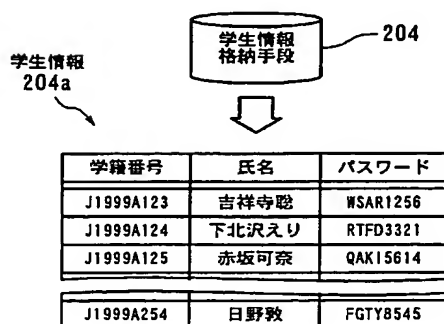 学生情報
格納手段
204
学生情報
204a
学籍番号 氏名 パスワード
J1999A123 吉祥寺聡 WSAR1256
J1999A124 下北沢えり RTFD3321
J1999A125 赤坂可奈 QAKI5614
J1999A254 日野敦 FGTY8545